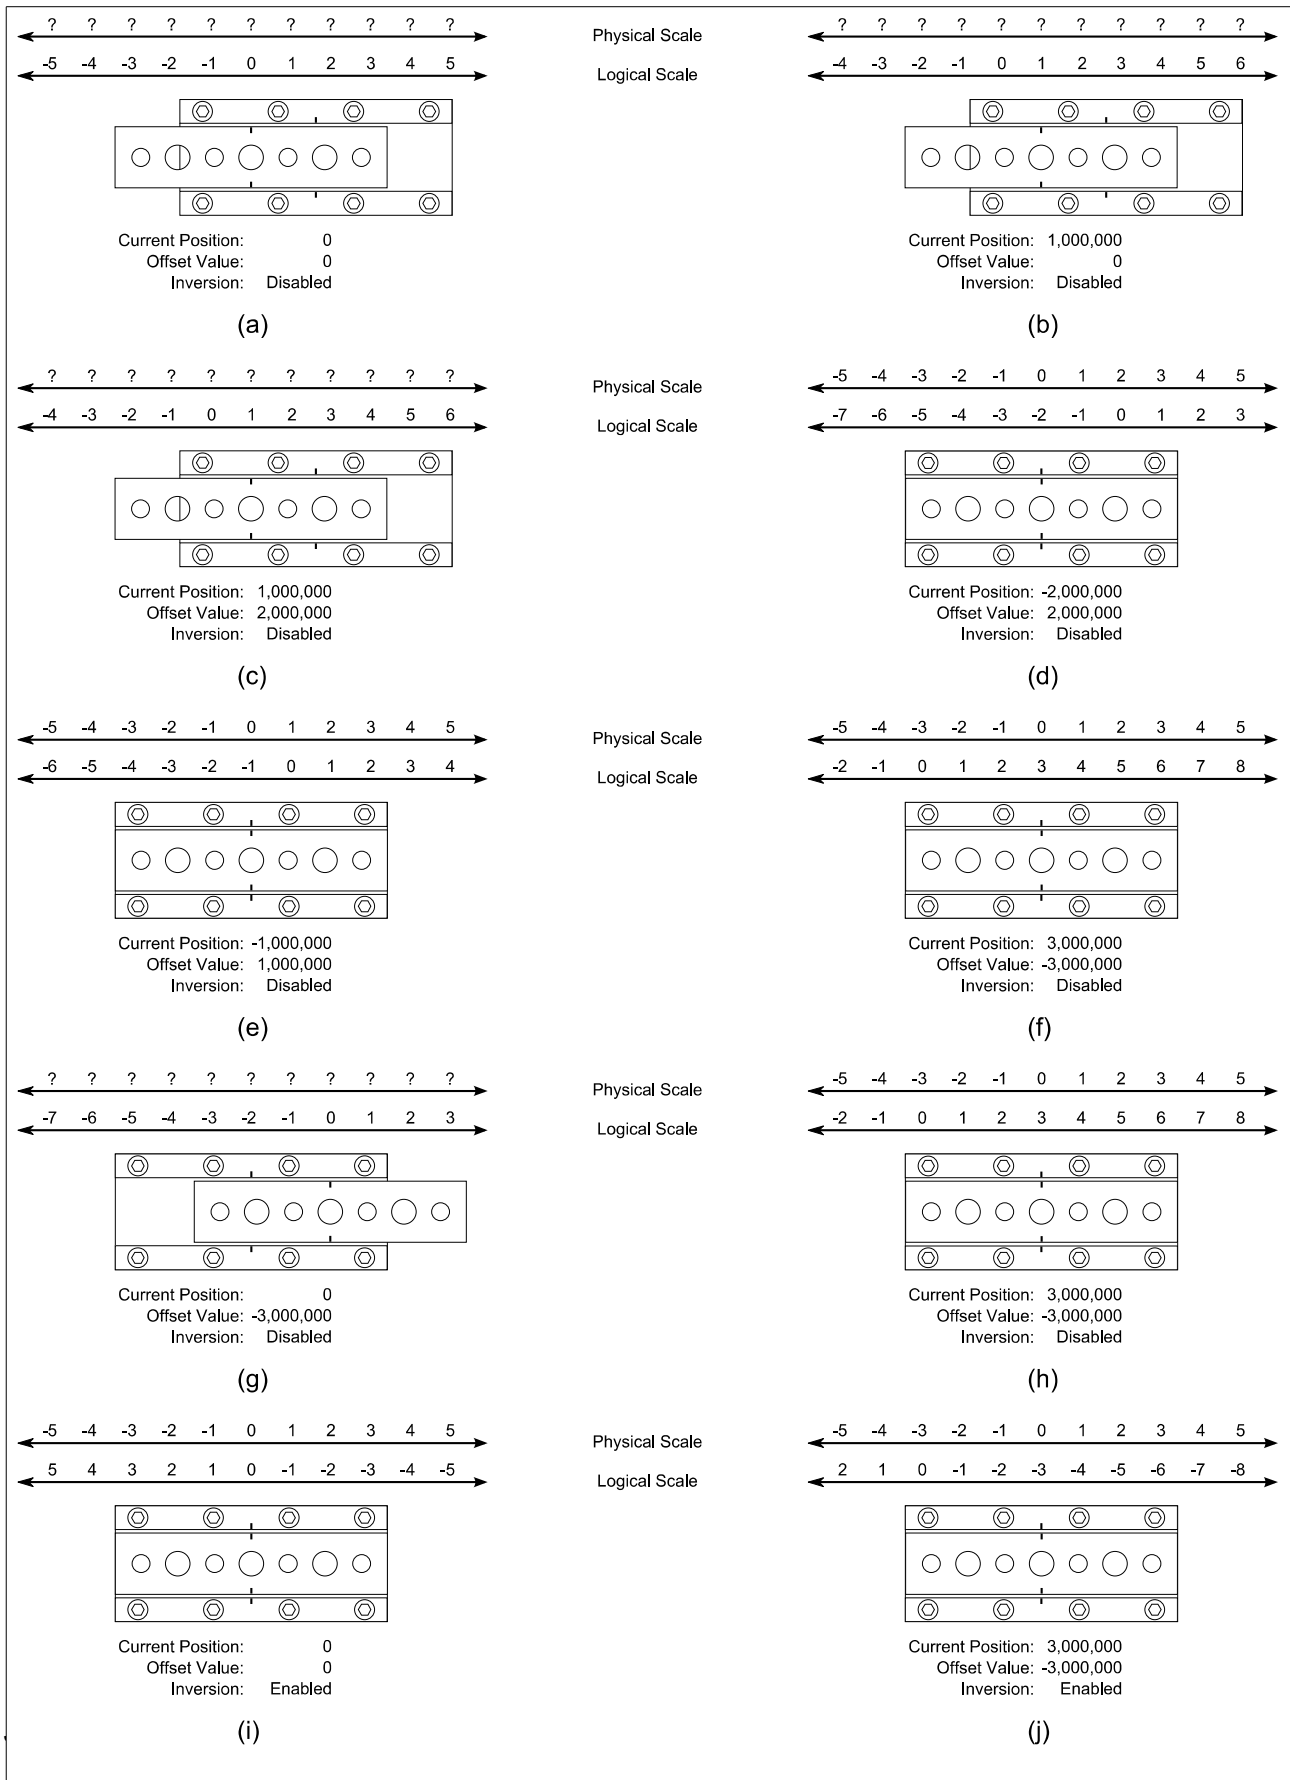 ? ? ? ? ? ? ? ? ? ? ?
Physical Scale
? ? ? ? ? ? ? ? ? ? ?
-5 -4 -3 -2 -1 0 1 2 3 4 5
Logical Scale
-4 -3 -2 -1 0 1 2 3 4 5 6
Current Position: 0
Offset Value: 0
Inversion: Disabled
(a)
Current Position: 1,000,000
Offset Value: 0
Inversion: Disabled
(b)
? ? ? ? ? ? ? ? ? ? ?
Physical Scale
-5 -4 -3 -2 -1 0 1 2 3 4 5
-4 -3 -2 -1 0 1 2 3 4 5 6
Logical Scale
-7 -6 -5 -4 -3 -2 -1 0 1 2 3
Current Position: 1,000,000
Offset Value: 2,000,000
Inversion: Disabled
(c)
Current Position: -2,000,000
Offset Value: 2,000,000
Inversion: Disabled
(d)
-5 -4 -3 -2 -1 0 1 2 3 4 5
Physical Scale
-5 -4 -3 -2 -1 0 1 2 3 4 5
-6 -5 -4 -3 -2 -1 0 1 2 3 4
Logical Scale
-2 -1 0 1 2 3 4 5 6 7 8
Current Position: -1,000,000
Offset Value: 1,000,000
Inversion: Disabled
(e)
Current Position: 3,000,000
Offset Value: -3,000,000
Inversion: Disabled
(f)
? ? ? ? ? ? ? ? ? ? ?
Physical Scale
-5 -4 -3 -2 -1 0 1 2 3 4 5
-7 -6 -5 -4 -3 -2 -1 0 1 2 3
Logical Scale
-2 -1 0 1 2 3 4 5 6 7 8
Current Position: 0
Offset Value: -3,000,000
Inversion: Disabled
(g)
Current Position: 3,000,000
Offset Value: -3,000,000
Inversion: Disabled
(h)
-5 -4 -3 -2 -1 0 1 2 3 4 5
Physical Scale
-5 -4 -3 -2 -1 0 1 2 3 4 5
5 4 3 2 1 0 -1 -2 -3 -4 -5
Logical Scale
2 1 0 -1 -2 -3 -4 -5 -6 -7 -8
Current Position: 0
Offset Value: 0
Inversion: Enabled
(i)
Current Position: 3,000,000
Offset Value: -3,000,000
Inversion: Enabled
(j)